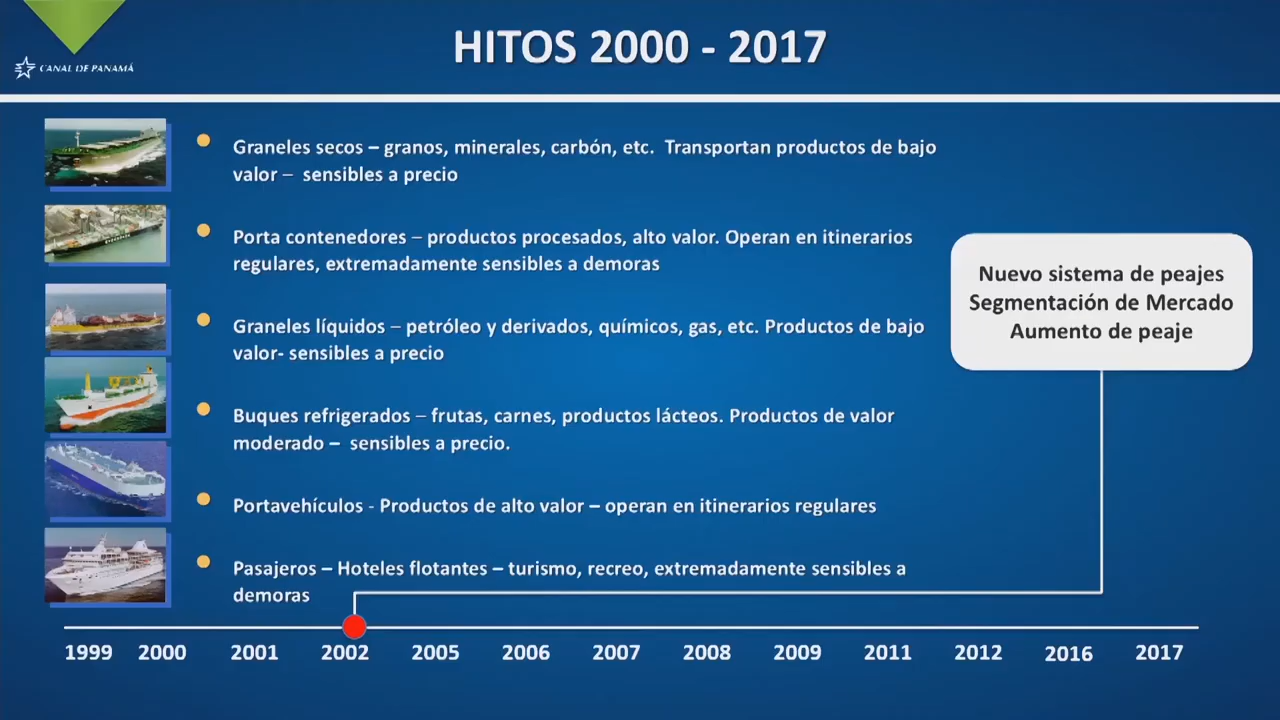 HITOS 2000 - 2017
CANAL DE PANAMÁ
Graneles secos – granos, minerales, carbón, etc.  Transportan productos de bajo
valor –  sensibles a precio
Porta contenedores – productos procesados, alto valor. Operan en itinerarios
regulares, extremadamente sensibles a demoras
Graneles líquidos – petróleo y derivados, químicos, gas, etc. Productos de bajo
valor- sensibles a precio
Buques refrigerados – frutas, carnes, productos lácteos. Productos de valor
moderado –  sensibles a precio.
Portavehículos - Productos de alto valor – operan en itinerarios regulares
Pasajeros – Hoteles flotantes – turismo, recreo, extremadamente sensibles a
demoras
Nuevo sistema de peajes
Segmentación de Mercado
Aumento de peaje
1999 2000 2001 2002 2005 2006 2007 2008 2009 2011 2012 2016 2017